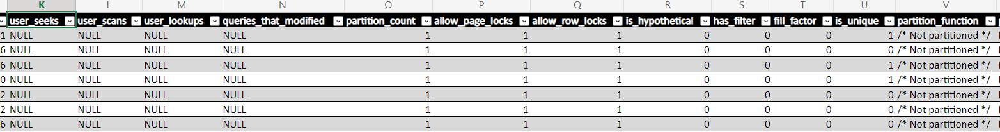 K L M N O P Q R S T U V
user_seeks user_scans user_lookups queries_that_modified partition_count allow_page_locks allow_row_locks is_hypothetical has_filter fill_factor is_unique partition_function
1 NULL NULL NULL NULL 1 1 1 0 0 0 1 /* Not partitioned */
6 NULL NULL NULL NULL 1 1 1 0 0 0 0 /* Not partitioned */
6 NULL NULL NULL NULL 1 1 1 0 0 0 1 /* Not partitioned */
0 NULL NULL NULL NULL 1 1 1 0 0 0 1 /* Not partitioned */
2 NULL NULL NULL NULL 1 1 1 0 0 0 0 /* Not partitioned */
2 NULL NULL NULL NULL 1 1 1 0 0 0 0 /* Not partitioned */
6 NULL NULL NULL NULL 1 1 1 0 0 0 0 /* Not partitioned */